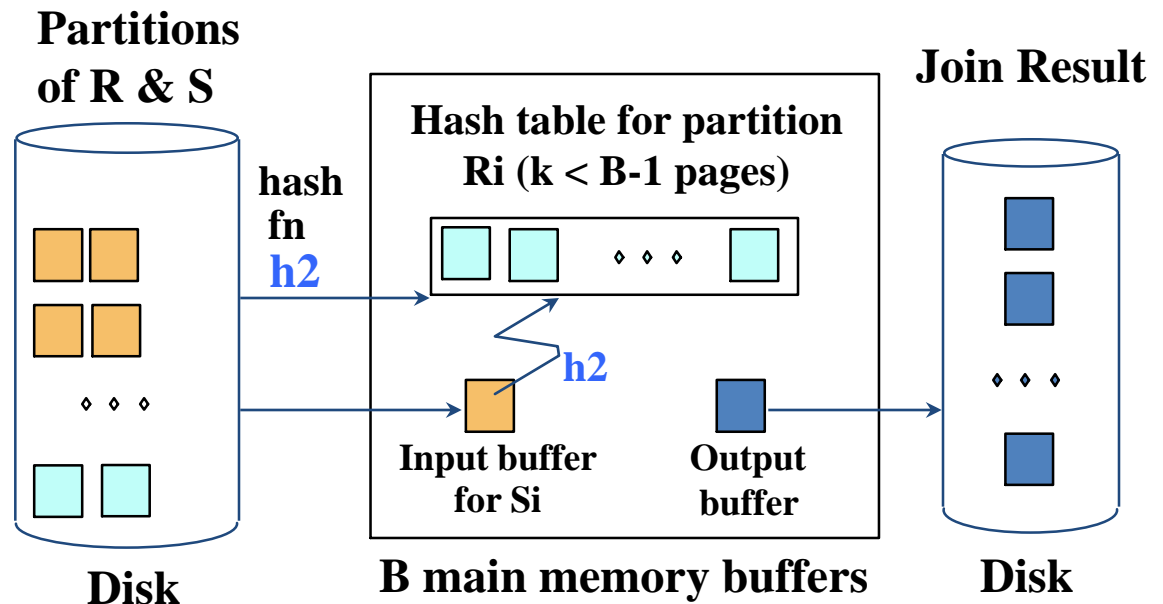 Partitions
of R & S
Join Result
Hash table for partition
Ri (k < B-1 pages)
hash
fn
h2
h2
Input buffer
for Si
Output
buffer
Disk
B main memory buffers
Disk